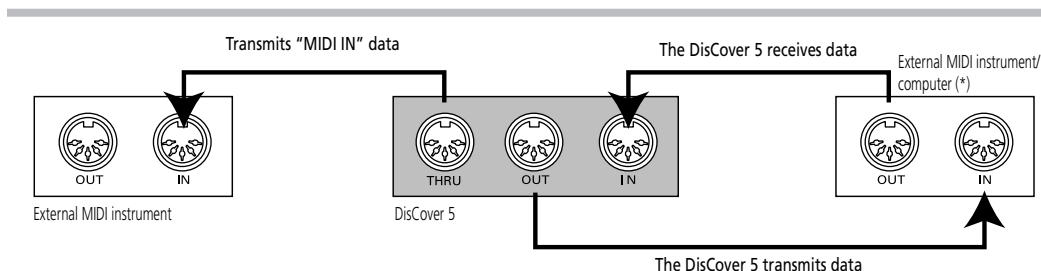 Transmits “MIDI IN” data
The DisCover 5 receives data
External MIDI instrument/
computer (*)
OUT
IN
THRU
OUT
IN
OUT
IN
External MIDI instrument
DisCover 5
The DisCover 5 transmits data